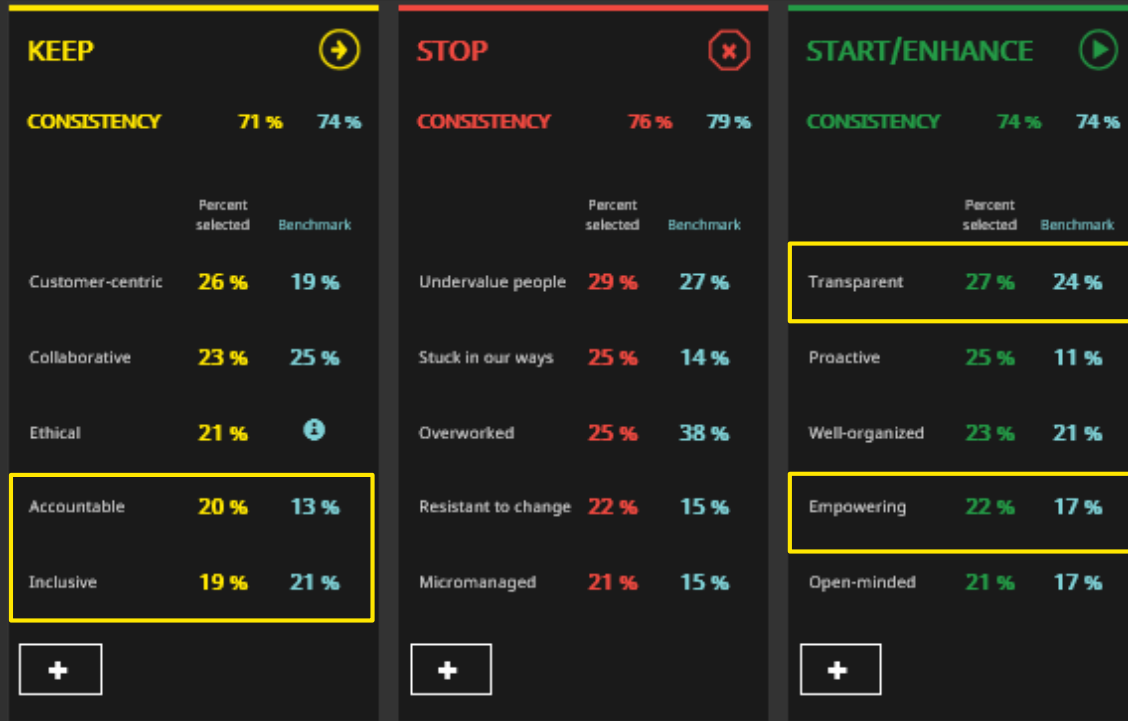 KEEP
CONSISTENCY 71 % 74 %
Percent
selected Benchmark
Customer-centric 26 % 19 %
Collaborative 23 % 25 %
Ethical 21 %
Accountable 20 % 13 %
Inclusive 19 % 21 %
STOP
CONSISTENCY 76 % 79 %
Percent
selected Benchmark
Undervalue people 29 % 27 %
Stuck in our ways 25 % 14 %
Overworked 25 % 38 %
Resistant to change 22 % 15 %
Micromanaged 21 % 15 %
START/ENHANCE
CONSISTENCY 74 % 74 %
Percent
selected Benchmark
Transparent 27 % 24 %
Proactive 25 % 11 %
Well-organized 23 % 21 %
Empowering 22 % 17 %
Open-minded 21 % 17 %